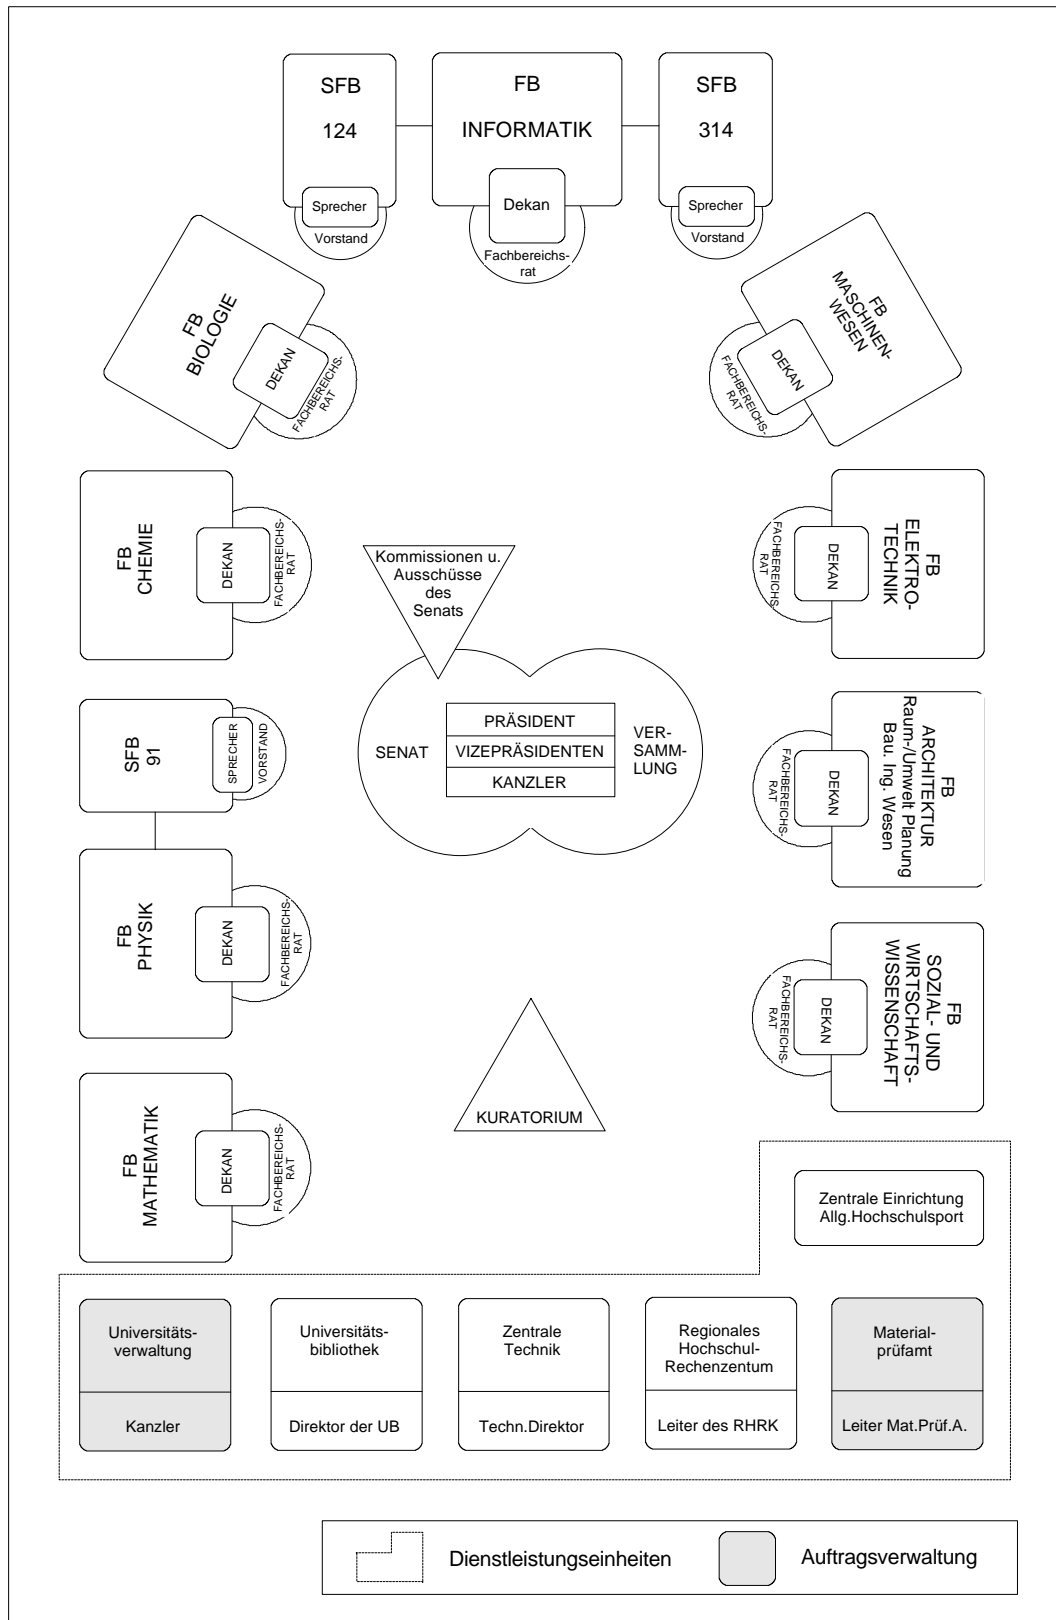 SFB
124
Sprecher
Vorstand
FB
INFORMATIK
Dekan
Fachbereichs-
rat
SFB
314
Sprecher
Vorstand
FB
BIOLOGIE
DEKAN
FACHBEREICHS-
RAT
FB
MASCHINEN-
WESEN
DEKAN
FACHBEREICHS-
RAT
FB
CHEMIE
DEKAN
FACHBEREICHS-
RAT
FB
ELEKTRO-
TECHNIK
DEKAN
FACHBEREICHS-
RAT
Kommissionen u.
Ausschüsse
des
Senats
SFB
91
SPRECHER
VORSTAND
SENAT
PRÄSIDENT
VIZEPRÄSIDENTEN
KANZLER
VER-
SAMM-
LUNG
FB
ARCHITEKTUR
Raum-/Umwelt Planung
Bau. Ing. Wesen
DEKAN
FACHBEREICHS-
RAT
FB
PHYSIK
DEKAN
FACHBEREICHS-
RAT
FB
SOZIAL- UND
WIRTSCHAFTS-
WISSENSCHAFT
DEKAN
FACHBEREICHS-
RAT
KURATORIUM
FB
MATHEMATIK
DEKAN
FACHBEREICHS-
RAT
Zentrale Einrichtung
Allg.Hochschulsport
Universitäts-
verwaltung
Kanzler
Universitäts-
bibliothek
Direktor der UB
Zentrale
Technik
Techn.Direktor
Regionales
Hochschul-
Rechenzentum
Leiter des RHRK
Material-
prüfamt
Leiter Mat.Prüf.A.
Dienstleistungseinheiten
Auftragsverwaltung